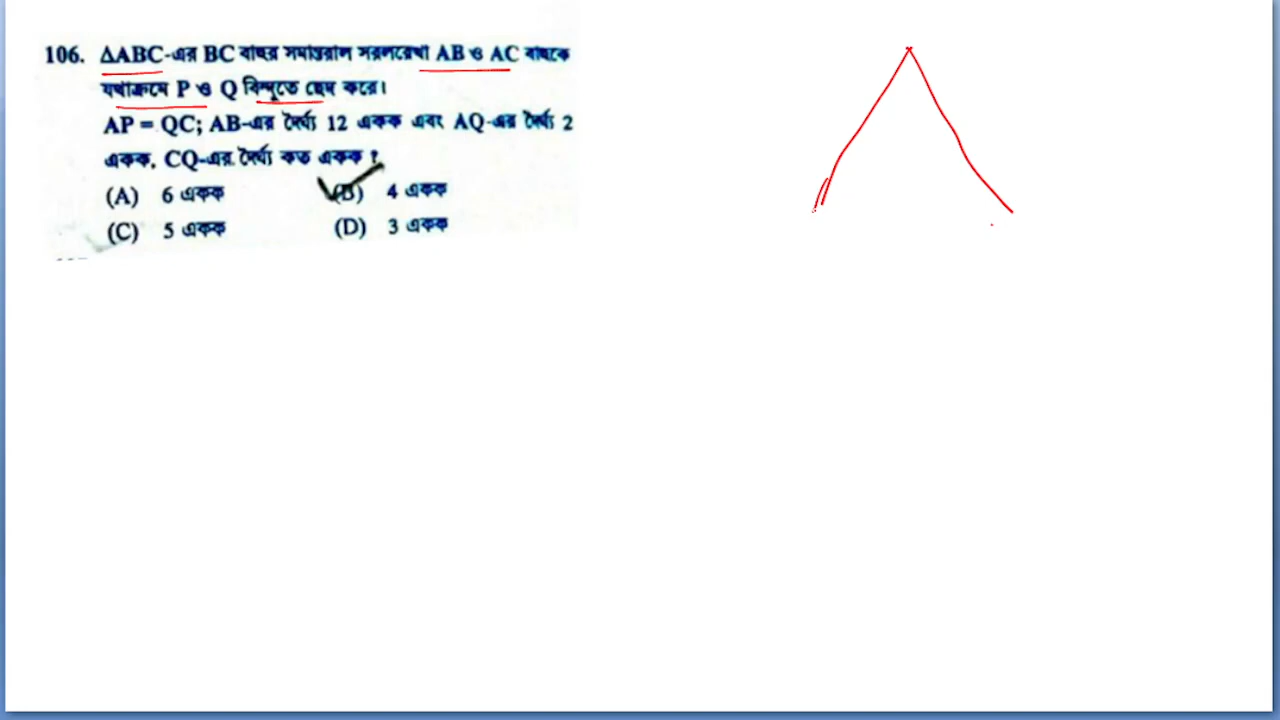 106. ΔABC-এর BC বাহুর সমান্তরাল সরলরেখা AB ও AC বাহুকে
যথাক্রমে P ও Q বিন্দুতে ছেদ করে।
AP = QC; AB-এর দৈর্ঘ্য 12 একক এবং AQ-এর দৈর্ঘ্য 2
একক, CQ-এর দৈর্ঘ্য কত একক ?
(A) 6 একক (B) 4 একক
(C) 5 একক (D) 3 একক